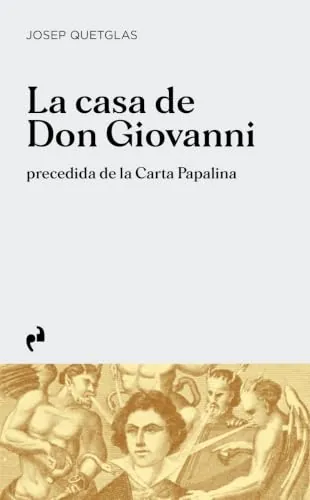 JOSEP QUETGLAS
La casa de
Don Giovanni
precedida de la Carta Papalina